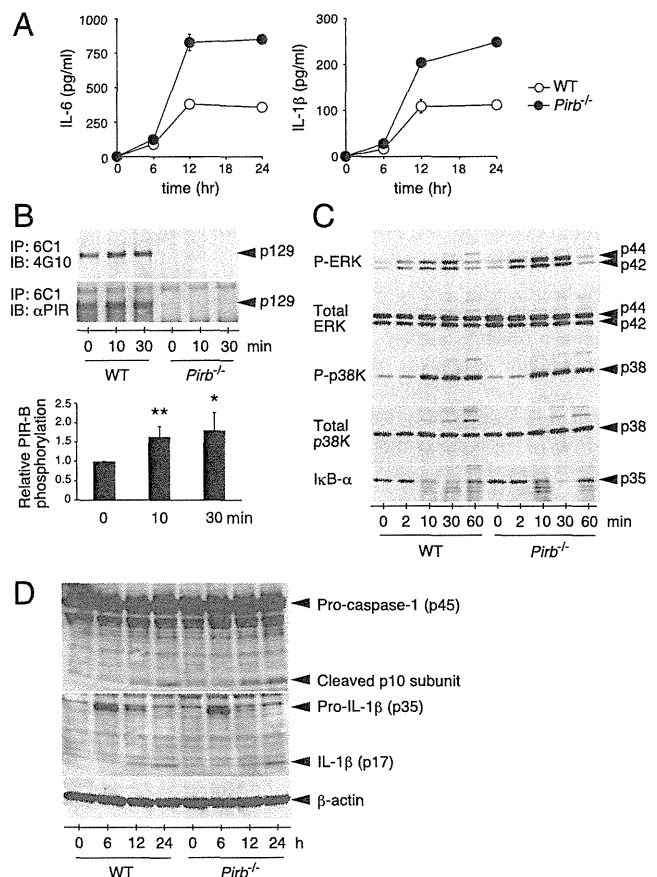 A
IL-6 (pg/ml)
1000
750
500
250
0
0 6 12 18 24
time (hr)
IL-1β (pg/ml)
300
200
100
0
0 6 12 18 24
time (hr)
WT
Pirb-/-
B
IP: 6C1
IB: 4G10
p129
IP: 6C1
IB: αPIR
p129
0 10 30 0 10 30 min
WT Pirb-/-
Relative PIR-B
phosphorylation
2.5
2.0
1.5
1.0
0.5
0
** *
0 10 30 min
C
P-ERK
p44
p42
Total
ERK
p44
p42
P-p38K
p38
Total
p38K
p38
IκB-α
p35
0 2 10 30 60 0 2 10 30 60 min
WT Pirb-/-
D
Pro-caspase-1 (p45)
Cleaved p10 subunit
Pro-IL-1β (p35)
IL-1β (p17)
β-actin
0 6 12 24 0 6 12 24 h
WT Pirb-/-